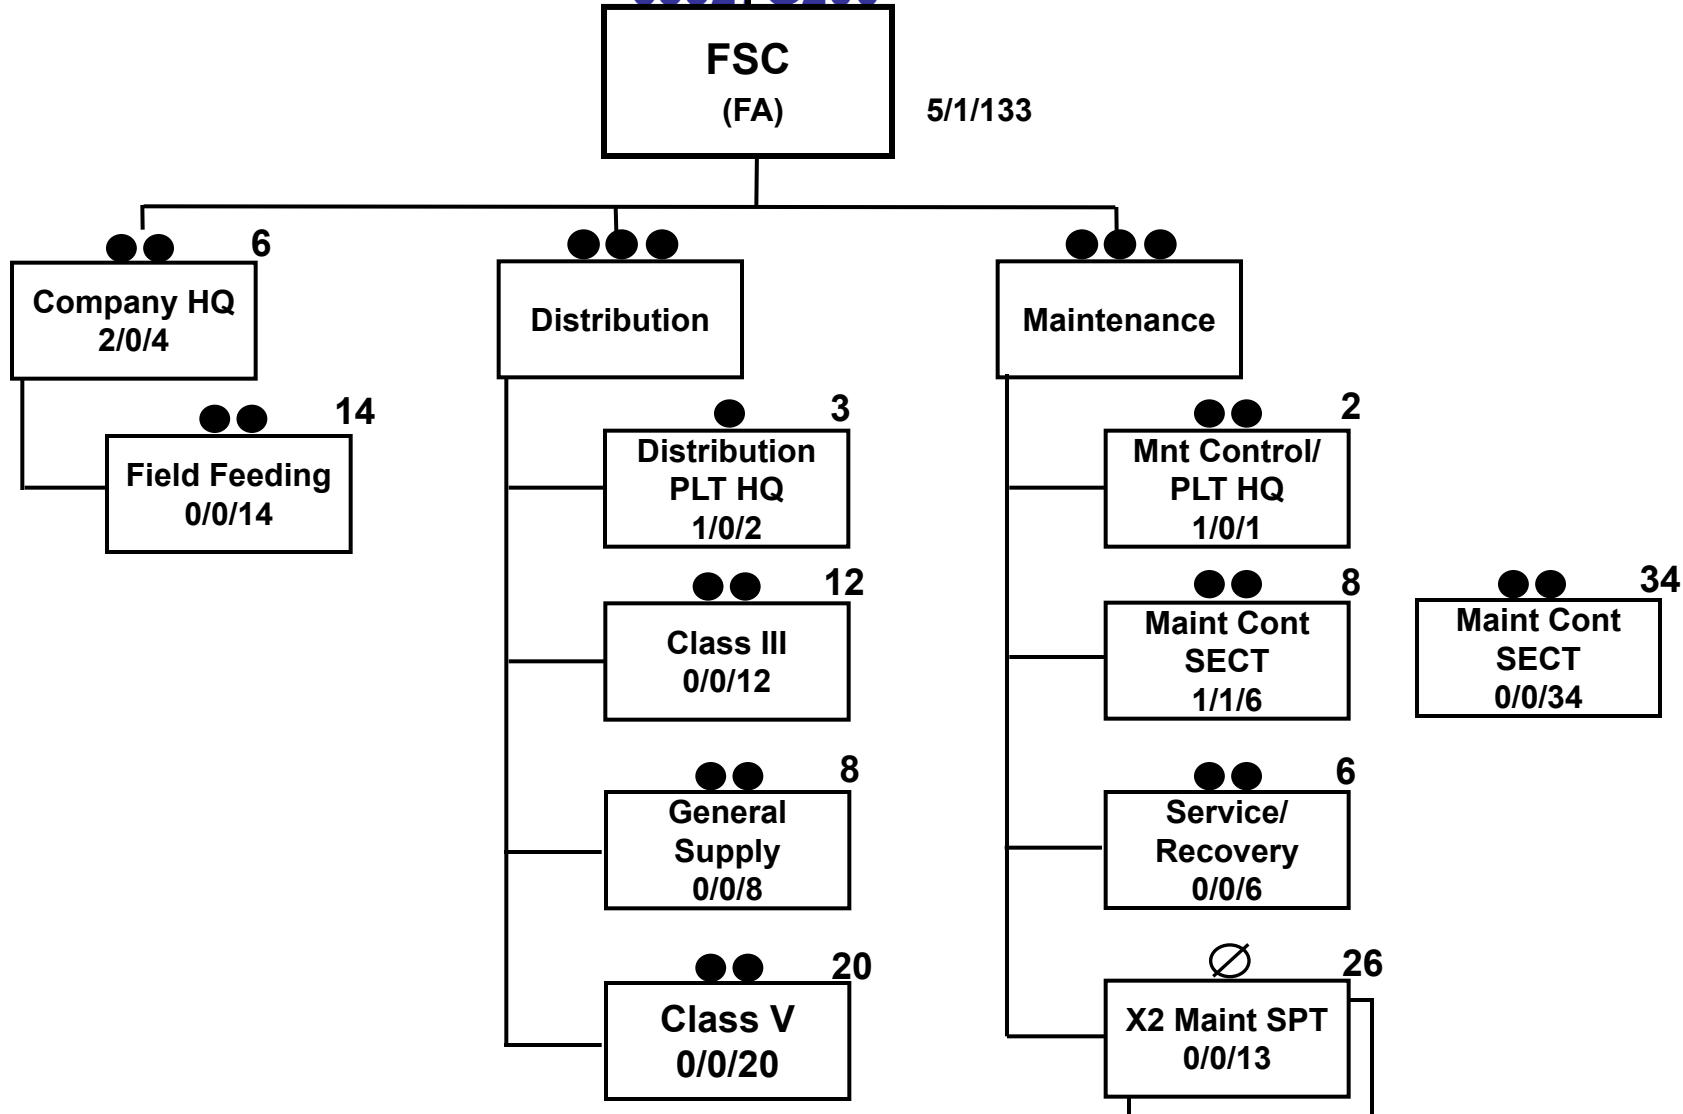 FSC
(FA)
5/1/133
6
Company HQ
2/0/4
14
Field Feeding
0/0/14
Distribution
3
Distribution
PLT HQ
1/0/2
12
Class III
0/0/12
8
General
Supply
0/0/8
20
Class V
0/0/20
Maintenance
2
Mnt Control/
PLT HQ
1/0/1
8
Maint Cont
SECT
1/1/6
34
Maint Cont
SECT
0/0/34
6
Service/
Recovery
0/0/6
26
X2 Maint SPT
0/0/13